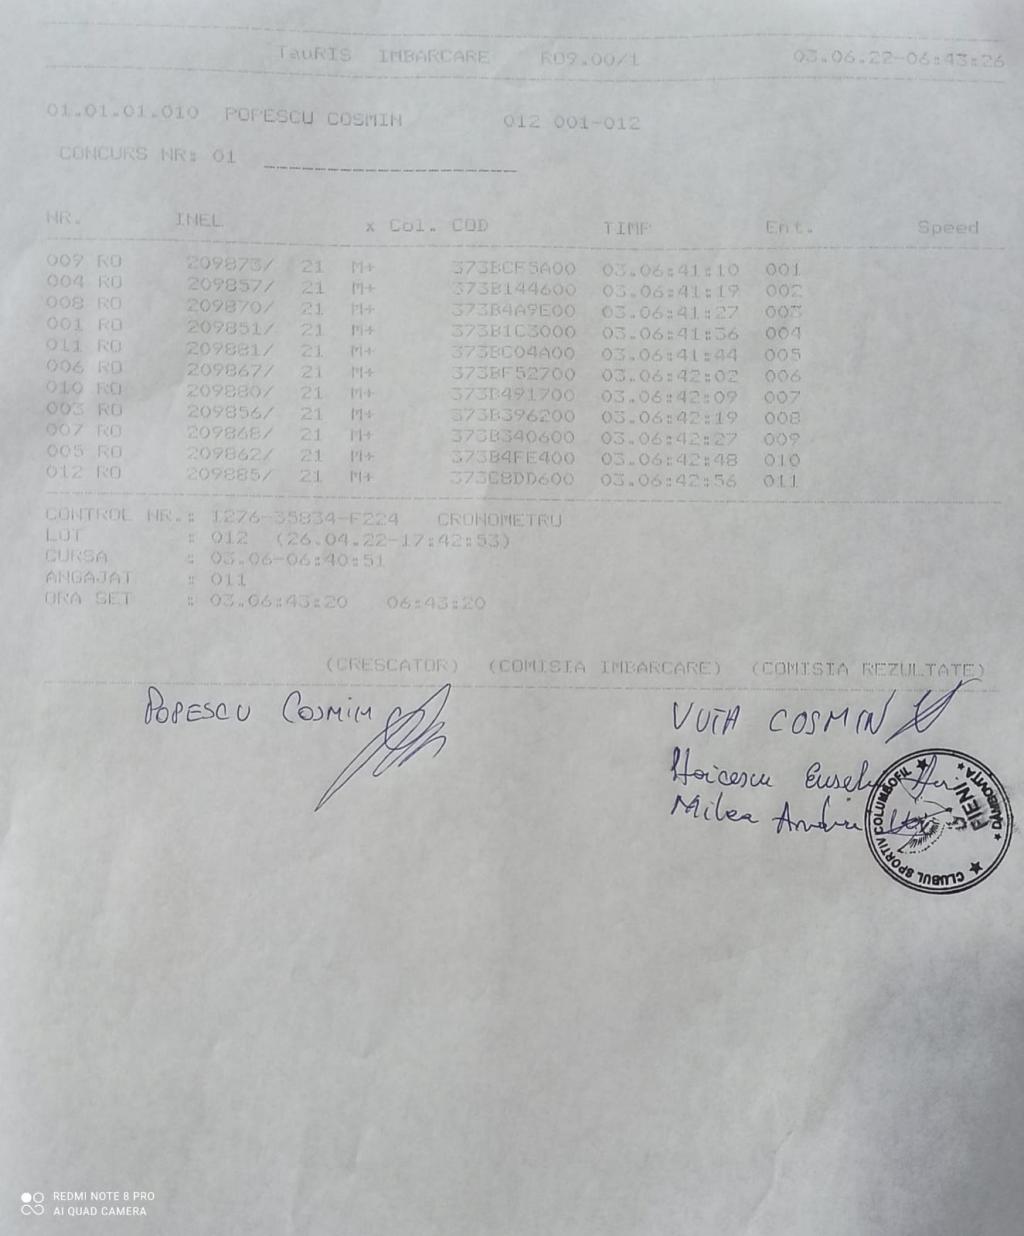 TauRIS IMBARCARE R09.00/1 03.06.22-06:43:26
01.01.01.010 POPESCU COSMIN 012 001-012
CONCURS NR: 01
NR. INEL x Col. COD TIMP Ent. Speed
009 RO 209873/ 21 M+ 373BCF5A00 03.06:41:10 001
004 RO 209857/ 21 M+ 373B144600 03.06:41:19 002
008 RO 209870/ 21 M+ 373B4A9E00 03.06:41:27 003
001 RO 209851/ 21 M+ 373B1C3000 03.06:41:36 004
011 RO 209881/ 21 M+ 373BC04A00 03.06:41:44 005
006 RO 209867/ 21 M+ 373BF52700 03.06:42:02 006
010 RO 209880/ 21 M+ 373B491700 03.06:42:09 007
003 RO 209856/ 21 M+ 373B396200 03.06:42:19 008
007 RO 209868/ 21 M+ 373B340600 03.06:42:27 009
005 RO 209862/ 21 M+ 373B4FE400 03.06:42:48 010
012 RO 209885/ 21 M+ 373C8DD600 03.06:42:56 011
CONTROL NR.: 1276-35834-F224 CRONOMETRU
LOT : 012 (26.04.22-17:42:53)
CURSA : 03.06-06:40:51
ANGAJAT : 011
ORA SET : 03.06:43:20 06:43:20
(CRESCATOR) (COMISIA IMBARCARE) (COMISIA REZULTATE)
POPESCU COSMIN
VUTA COSMIN
Hoicescu
Milea Andrei
CLUBUL SPORTIV COLUMBOFIL
FIENI
DÂMBOVIȚA
REDMI NOTE 8 PRO
AI QUAD CAMERA